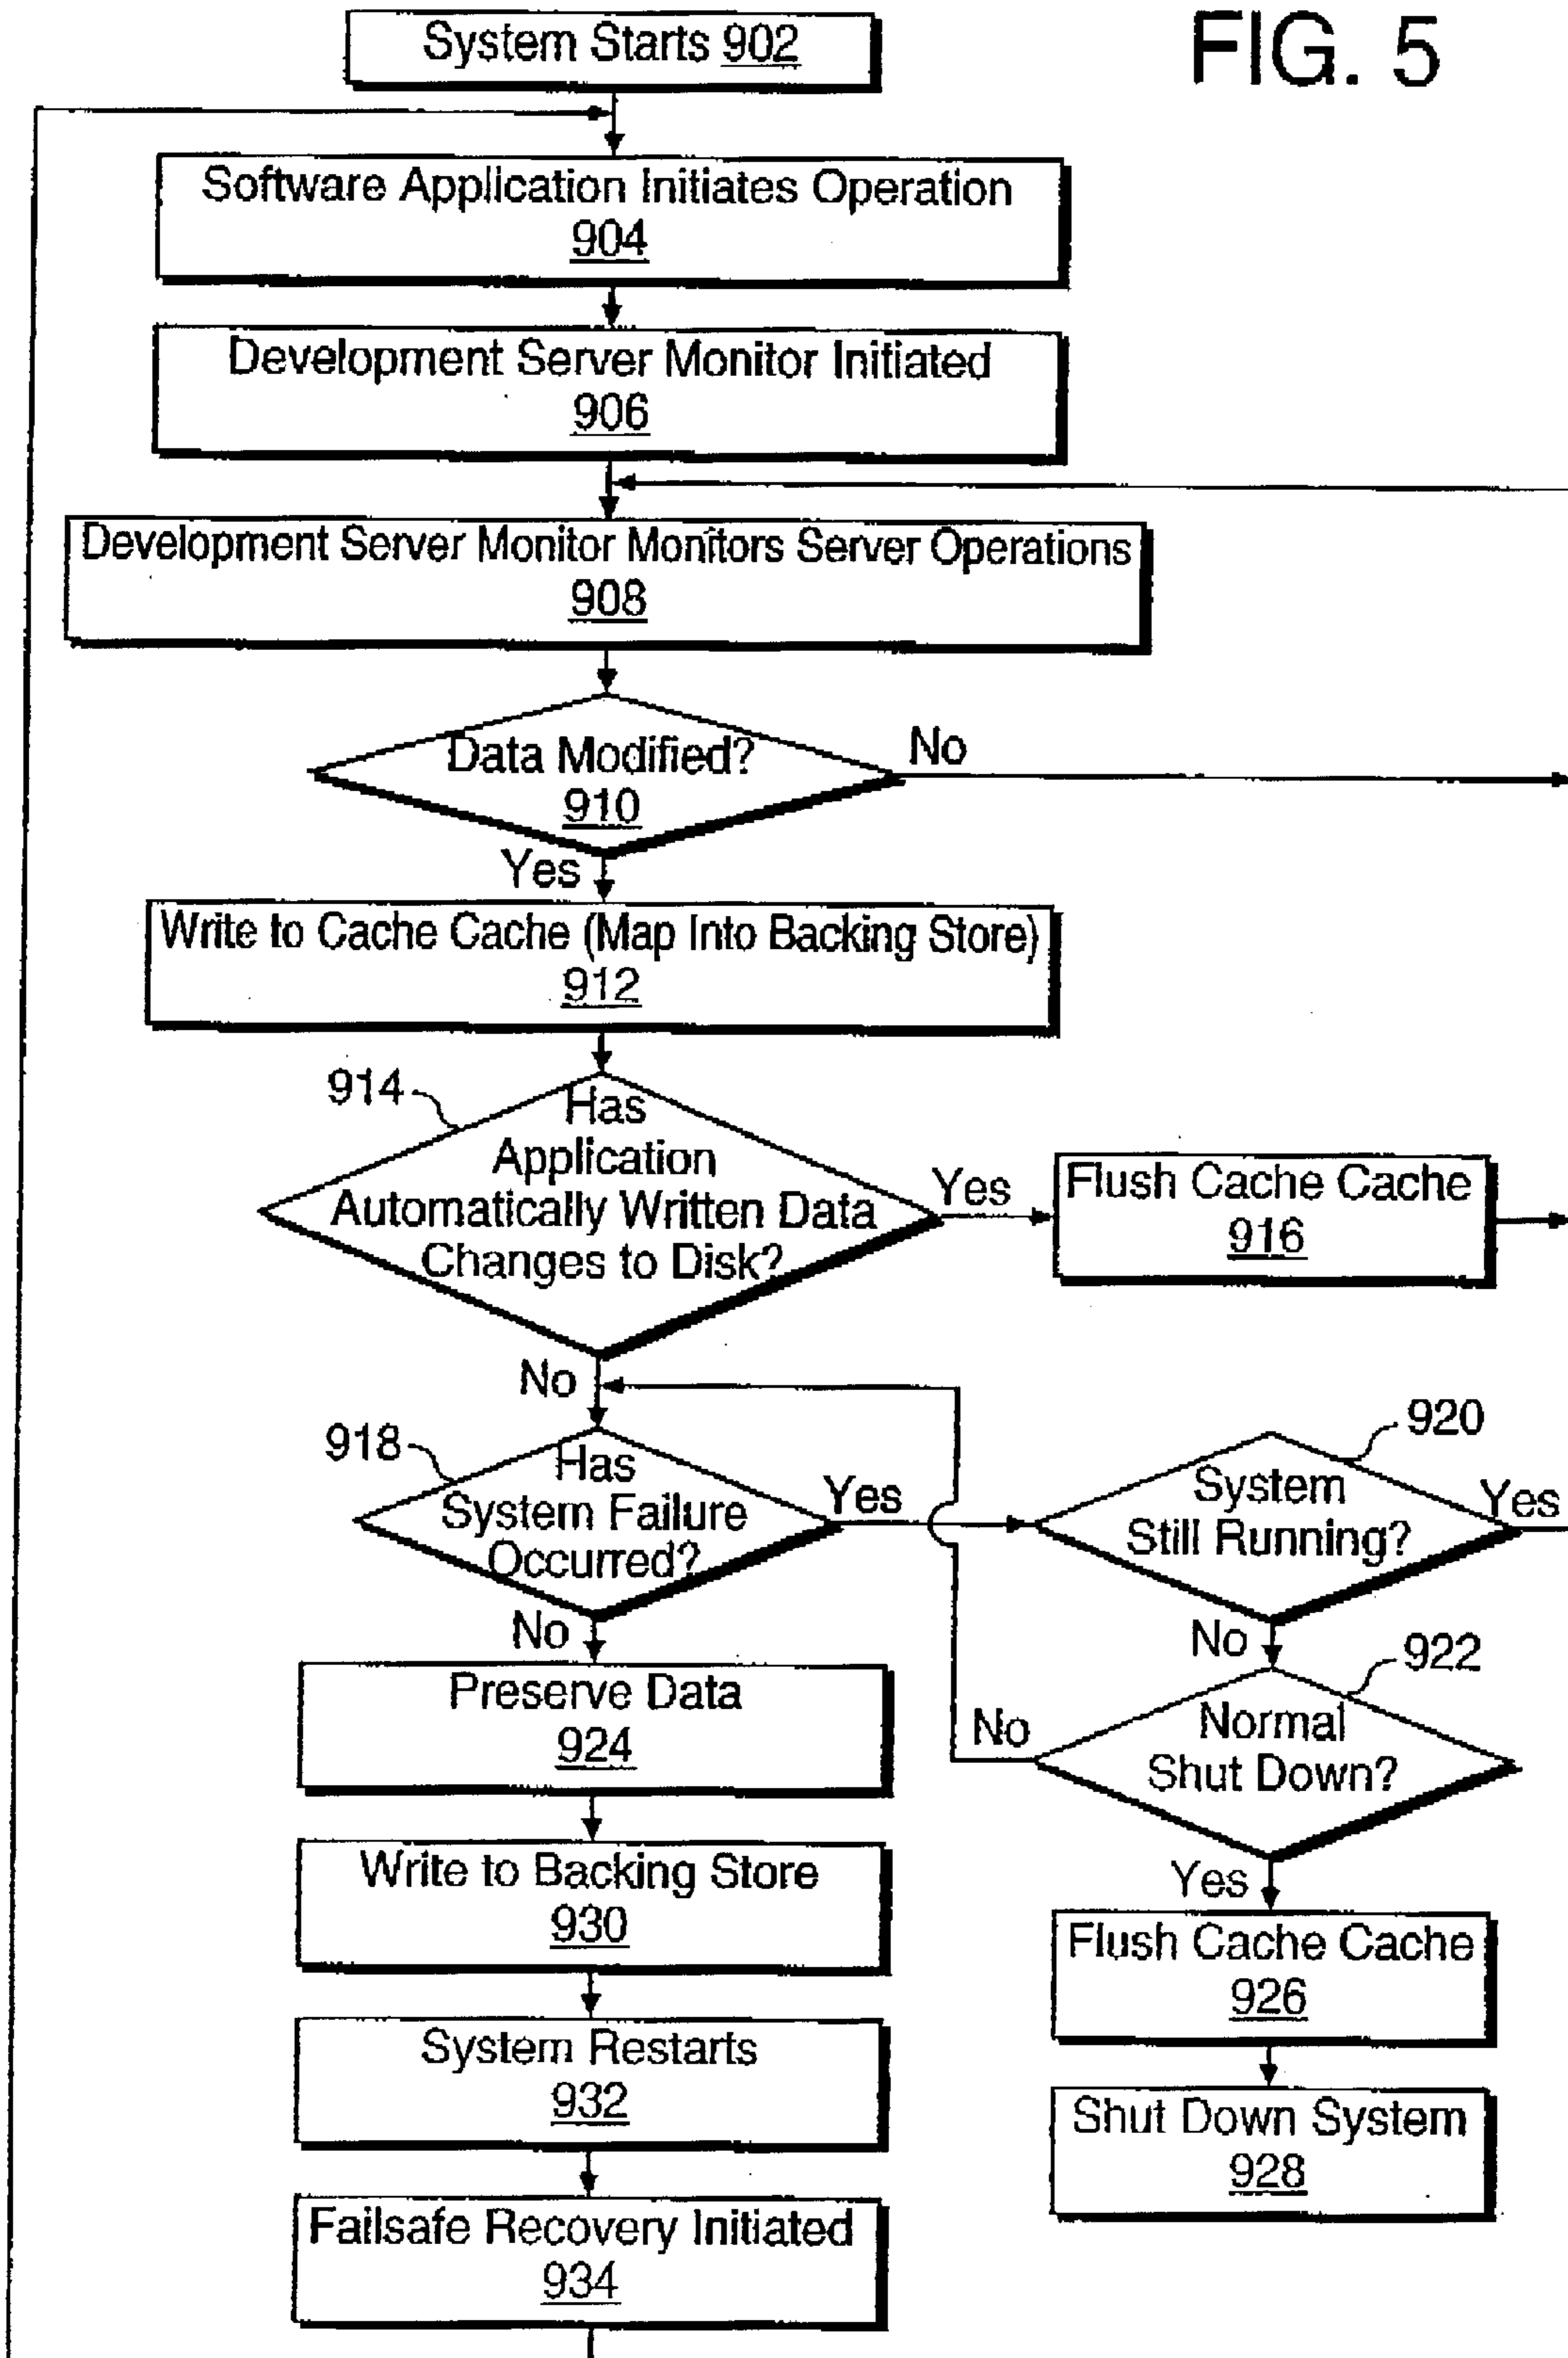 FIG. 5
System Starts 902
Software Application Initiates Operation
904
Development Server Monitor Initiated
906
Development Server Monitor Monitors Server Operations
908
Data Modified?
910
No
Yes
Write to Cache Cache (Map Into Backing Store)
912
914
Has
Application
Automatically Written Data
Changes to Disk?
Yes
Flush Cache Cache
916
No
918
Has
System Failure
Occurred?
Yes
920
System
Still Running?
Yes
No
No
922
Normal
Shut Down?
No
Yes
Preserve Data
924
Write to Backing Store
930
Flush Cache Cache
926
System Restarts
932
Shut Down System
928
Failsafe Recovery Initiated
934